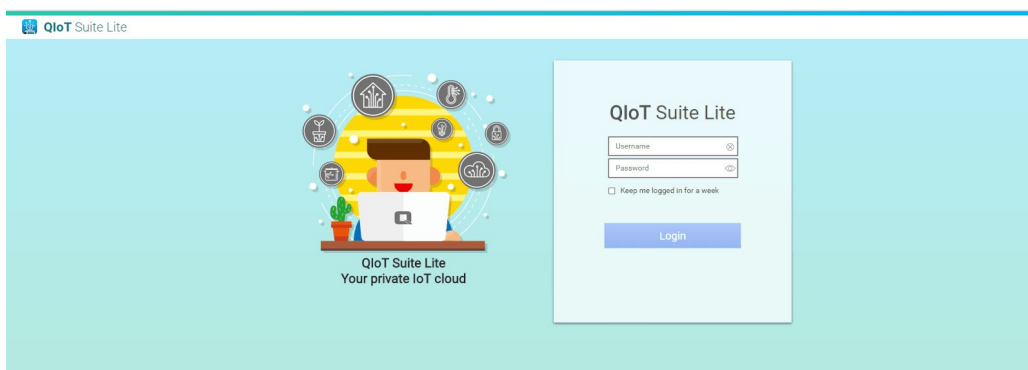 QIoT Suite Lite
QIoT Suite Lite
Your private IoT cloud
QIoT Suite Lite
Username
Password
Keep me logged in for a week
Login